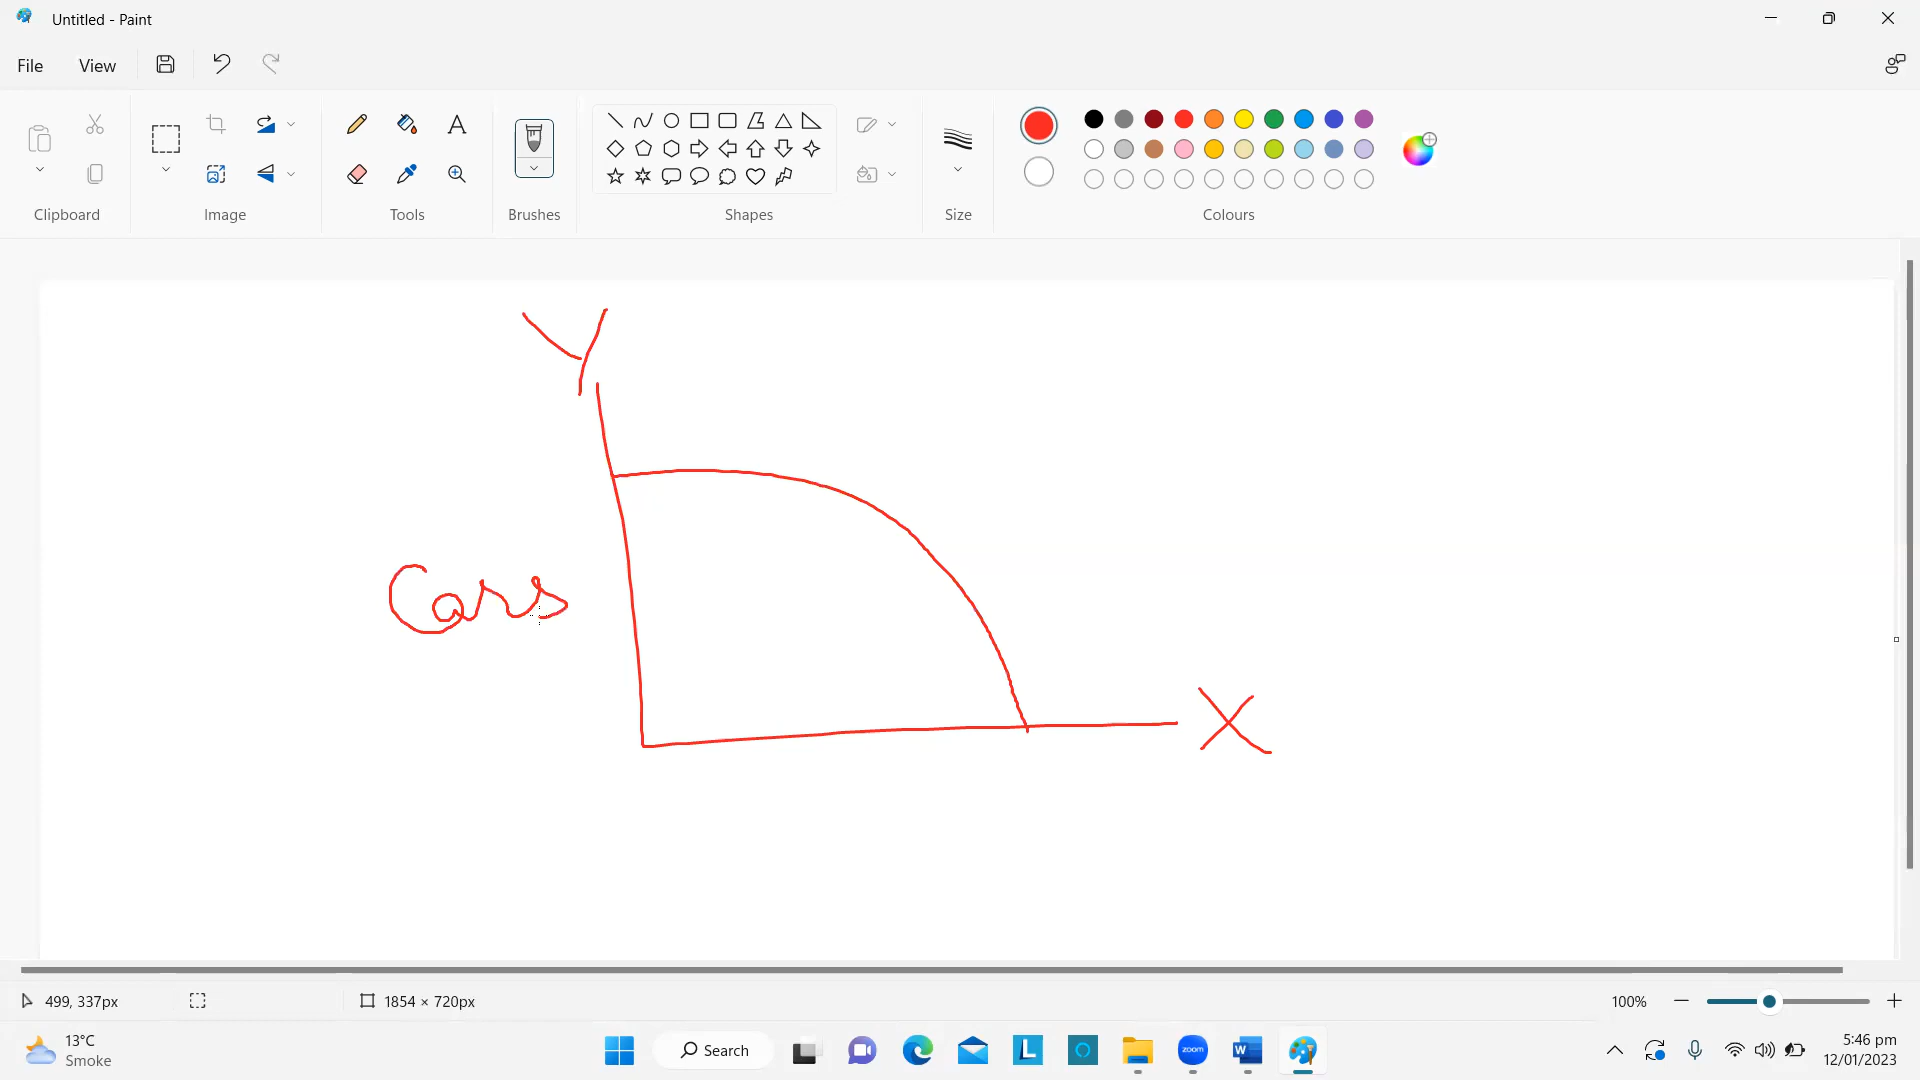 Untitled - Paint
File View
Clipboard Image Tools Brushes Shapes Size Colours
Y
Cars
X
499, 337px 1854 × 720px 100%
13°C
Smoke
Search
L
zoom
W
5:46 pm
12/01/2023